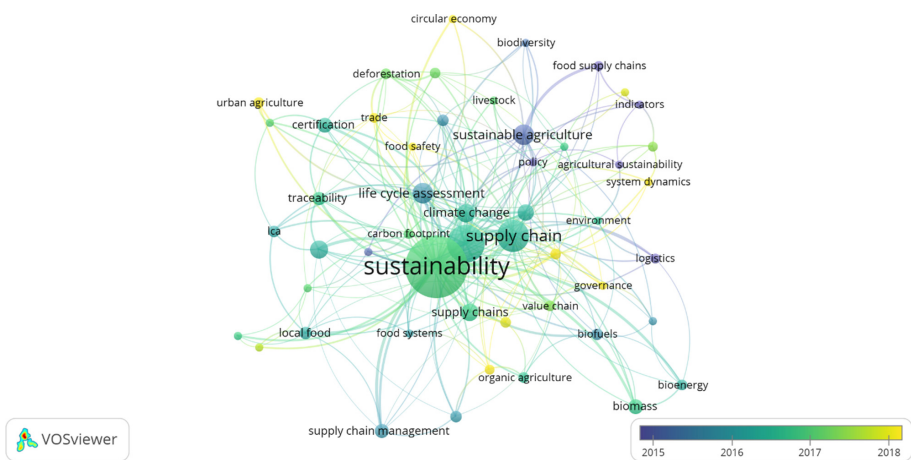 circular economy
biodiversity
food supply chains
deforestation
livestock
urban agriculture
indicators
trade
certification
sustainable agriculture
food safety
policy
agricultural sustainability
system dynamics
life cycle assessment
traceability
climate change
environment
lca
carbon footprint
supply chain
logistics
sustainability
governance
value chain
supply chains
local food
food systems
biofuels
organic agriculture
bioenergy
biomass
supply chain management
VOSviewer
2015
2016
2017
2018